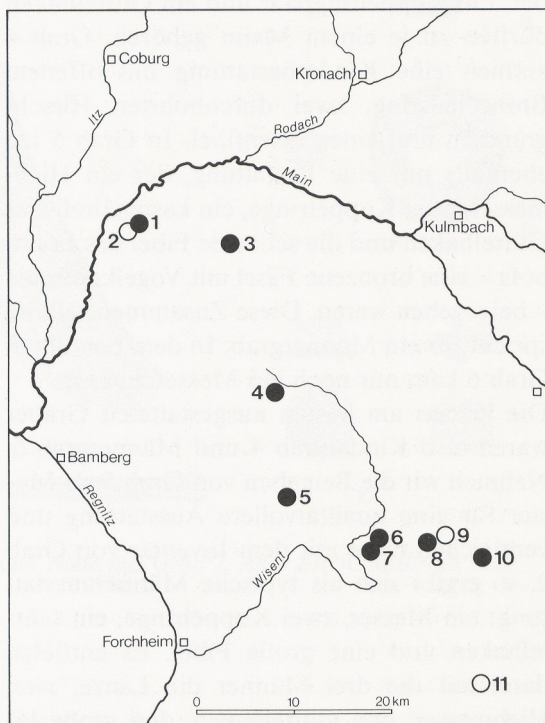 Coburg
Kronach
Itz
Rodach
Main
Kulmbach
1
2
3
4
Bamberg
Regnitz
5
6
9
7
8
10
Wisent
Forchheim
11
0
20 km